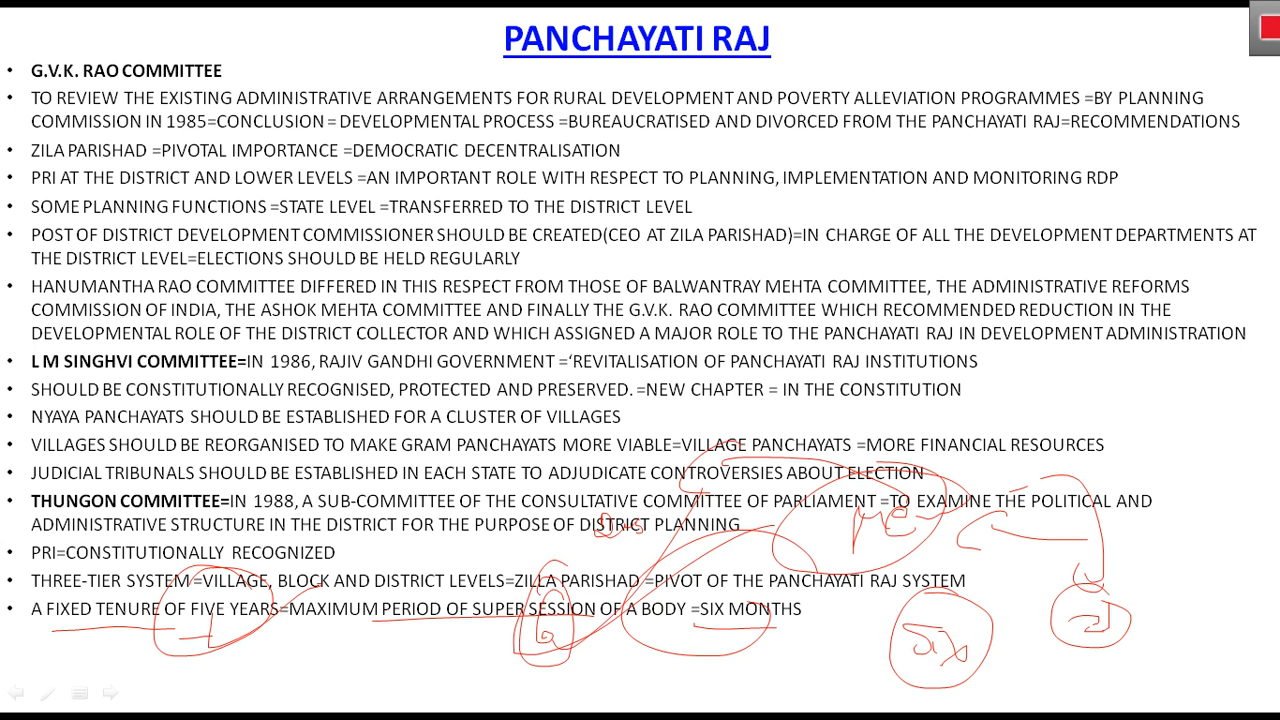 PANCHAYATI RAJ
• G.V.K. RAO COMMITTEE
• TO REVIEW THE EXISTING ADMINISTRATIVE ARRANGEMENTS FOR RURAL DEVELOPMENT AND POVERTY ALLEVIATION PROGRAMMES =BY PLANNING
COMMISSION IN 1985=CONCLUSION = DEVELOPMENTAL PROCESS =BUREAUCRATISED AND DIVORCED FROM THE PANCHAYATI RAJ=RECOMMENDATIONS
• ZILA PARISHAD =PIVOTAL IMPORTANCE =DEMOCRATIC DECENTRALISATION
• PRI AT THE DISTRICT AND LOWER LEVELS =AN IMPORTANT ROLE WITH RESPECT TO PLANNING, IMPLEMENTATION AND MONITORING RDP
• SOME PLANNING FUNCTIONS =STATE LEVEL =TRANSFERRED TO THE DISTRICT LEVEL
• POST OF DISTRICT DEVELOPMENT COMMISSIONER SHOULD BE CREATED(CEO AT ZILA PARISHAD)=IN CHARGE OF ALL THE DEVELOPMENT DEPARTMENTS AT
THE DISTRICT LEVEL=ELECTIONS SHOULD BE HELD REGULARLY
• HANUMANTHA RAO COMMITTEE DIFFERED IN THIS RESPECT FROM THOSE OF BALWANTRAY MEHTA COMMITTEE, THE ADMINISTRATIVE REFORMS
COMMISSION OF INDIA, THE ASHOK MEHTA COMMITTEE AND FINALLY THE G.V.K. RAO COMMITTEE WHICH RECOMMENDED REDUCTION IN THE
DEVELOPMENTAL ROLE OF THE DISTRICT COLLECTOR AND WHICH ASSIGNED A MAJOR ROLE TO THE PANCHAYATI RAJ IN DEVELOPMENT ADMINISTRATION
• L M SINGHVI COMMITTEE=IN 1986, RAJIV GANDHI GOVERNMENT =‘REVITALISATION OF PANCHAYATI RAJ INSTITUTIONS
• SHOULD BE CONSTITUTIONALLY RECOGNISED, PROTECTED AND PRESERVED. =NEW CHAPTER = IN THE CONSTITUTION
• NYAYA PANCHAYATS SHOULD BE ESTABLISHED FOR A CLUSTER OF VILLAGES
• VILLAGES SHOULD BE REORGANISED TO MAKE GRAM PANCHAYATS MORE VIABLE=VILLAGE PANCHAYATS =MORE FINANCIAL RESOURCES
• JUDICIAL TRIBUNALS SHOULD BE ESTABLISHED IN EACH STATE TO ADJUDICATE CONTROVERSIES ABOUT ELECTION
• THUNGON COMMITTEE=IN 1988, A SUB-COMMITTEE OF THE CONSULTATIVE COMMITTEE OF PARLIAMENT =TO EXAMINE THE POLITICAL AND
ADMINISTRATIVE STRUCTURE IN THE DISTRICT FOR THE PURPOSE OF DISTRICT PLANNING
• PRI=CONSTITUTIONALLY RECOGNIZED
• THREE-TIER SYSTEM =VILLAGE, BLOCK AND DISTRICT LEVELS=ZILLA PARISHAD =PIVOT OF THE PANCHAYATI RAJ SYSTEM
• A FIXED TENURE OF FIVE YEARS=MAXIMUM PERIOD OF SUPER SESSION OF A BODY =SIX MONTHS
Six